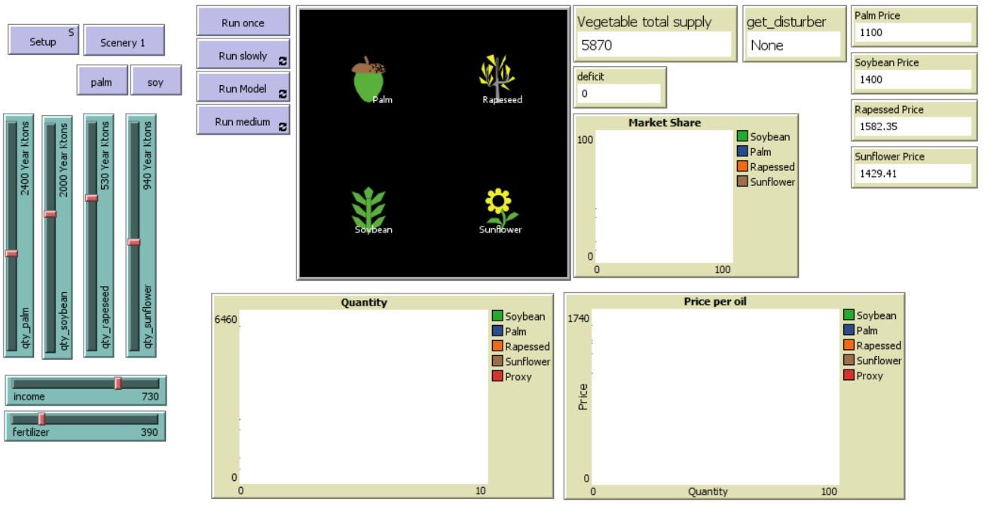 Setup
S
Scenery 1
palm
soy
Run once
Run slowly
Run Model
Run medium
Palm
Rapeseed
Soybean
Sunflower
Vegetable total supply
5870
get_disturber
None
deficit
0
Palm Price
1100
Soybean Price
1400
Rapessed Price
1582.35
Sunflower Price
1429.41
Market Share
100
0
0
100
Soybean
Palm
Rapessed
Sunflower
qty_palm
2400 Year Ktons
qty_soybean
2000 Year Ktons
qty_rapeseed
530 Year Ktons
qty_sunflower
940 Year Ktons
income
730
fertilizer
390
Quantity
6460
0
0
10
Soybean
Palm
Rapessed
Sunflower
Proxy
Price per oil
1740
Price
0
0
Quantity
100
Soybean
Palm
Rapessed
Sunflower
Proxy